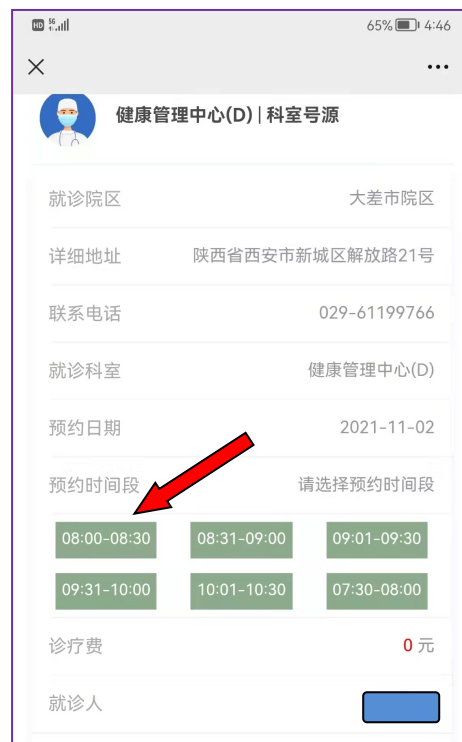 HD 5G 65% 4:46
健康管理中心(D) | 科室号源
就诊院区 大差市院区
详细地址 陕西省西安市新城区解放路21号
联系电话 029-61199766
就诊科室 健康管理中心(D)
预约日期 2021-11-02
预约时间段 请选择预约时间段
08:00-08:30 08:31-09:00 09:01-09:30
09:31-10:00 10:01-10:30 07:30-08:00
诊疗费 0 元
就诊人